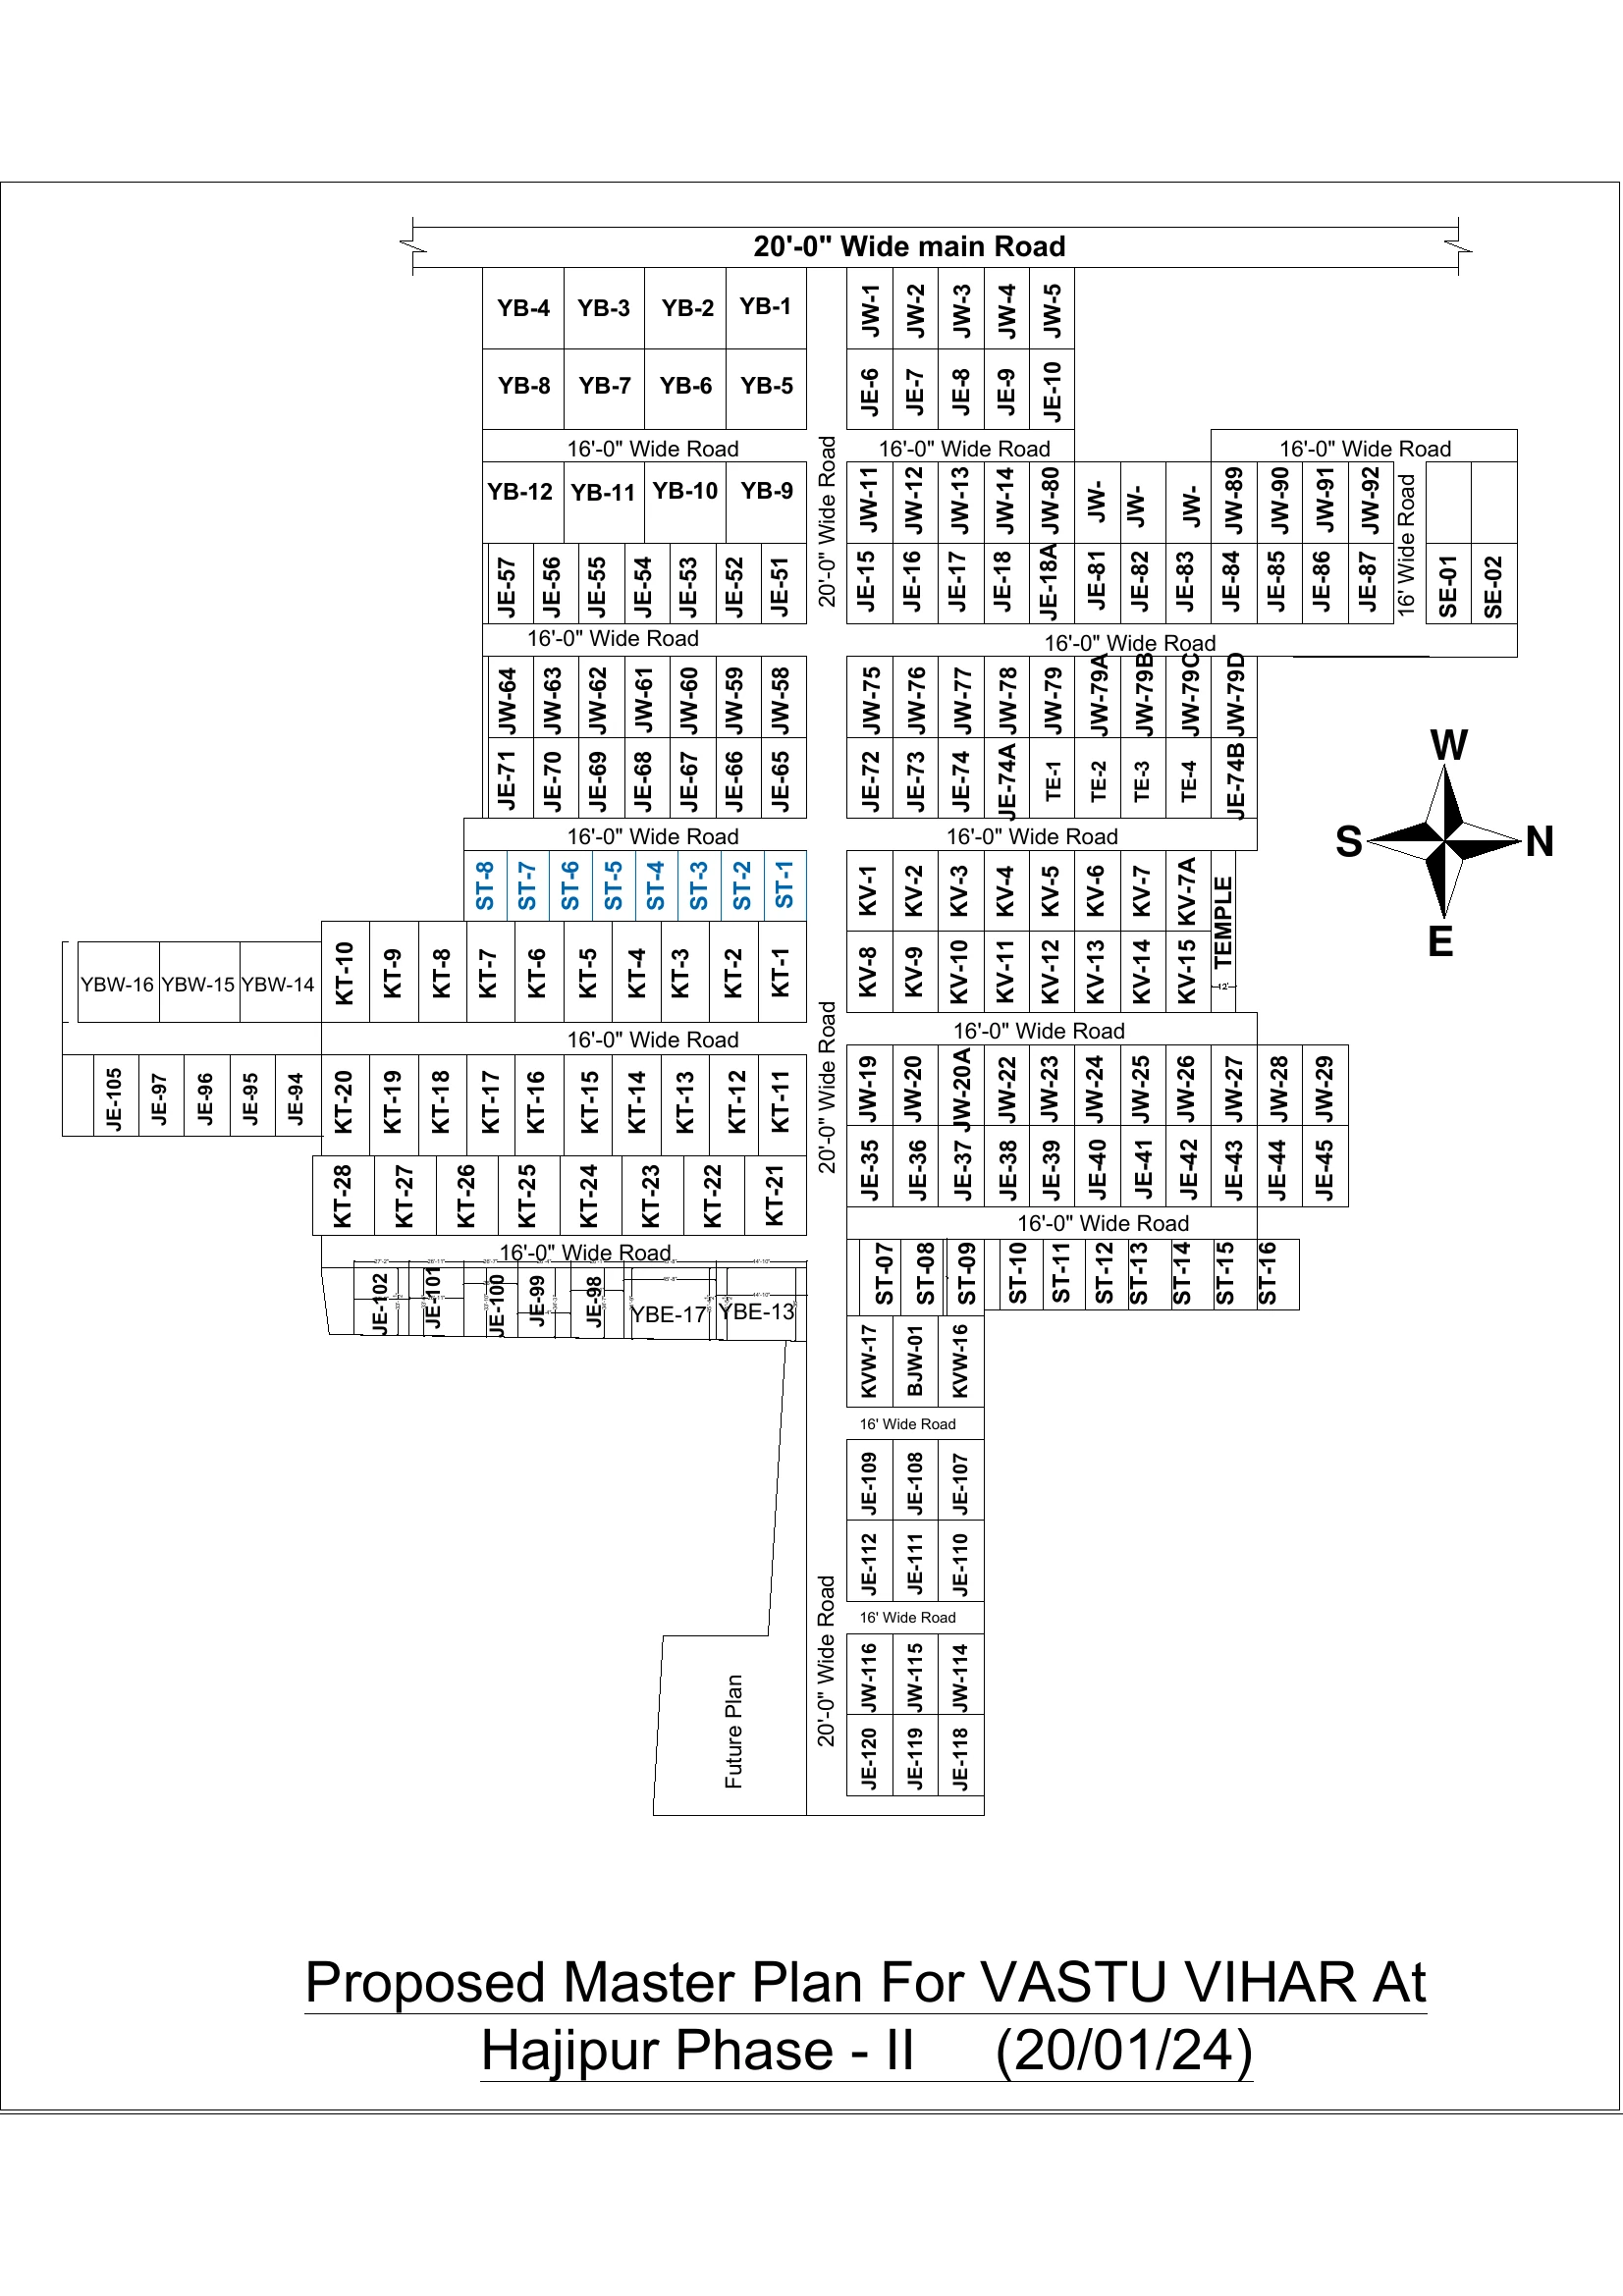 20'-0" Wide main Road
YB-4 YB-3 YB-2 YB-1 JW-1 JW-2 JW-3 JW-4 JW-5
YB-8 YB-7 YB-6 YB-5 JE-6 JE-7 JE-8 JE-9 JE-10
16'-0" Wide Road 16'-0" Wide Road 16'-0" Wide Road
20'-0" Wide Road
16' Wide Road
YB-12 YB-11 YB-10 YB-9 JW-11 JW-12 JW-13 JW-14 JW-80 JW- JW- JW- JW-89 JW-90 JW-91 JW-92
JE-57 JE-56 JE-55 JE-54 JE-53 JE-52 JE-51 JE-15 JE-16 JE-17 JE-18 JE-18A JE-81 JE-82 JE-83 JE-84 JE-85 JE-86 JE-87 SE-01 SE-02
16'-0" Wide Road 16'-0" Wide Road
JW-64 JW-63 JW-62 JW-61 JW-60 JW-59 JW-58 JW-75 JW-76 JW-77 JW-78 JW-79 JW-79A JW-79B JW-79C JW-79D
JE-71 JE-70 JE-69 JE-68 JE-67 JE-66 JE-65 JE-72 JE-73 JE-74 JE-74A TE-1 TE-2 TE-3 TE-4 JE-74B
W
S N
E
16'-0" Wide Road 16'-0" Wide Road
ST-8 ST-7 ST-6 ST-5 ST-4 ST-3 ST-2 ST-1 KV-1 KV-2 KV-3 KV-4 KV-5 KV-6 KV-7 KV-7A TEMPLE
YBW-16 YBW-15 YBW-14 KT-10 KT-9 KT-8 KT-7 KT-6 KT-5 KT-4 KT-3 KT-2 KT-1 KV-8 KV-9 KV-10 KV-11 KV-12 KV-13 KV-14 KV-15 12'
16'-0" Wide Road 16'-0" Wide Road
20'-0" Wide Road
JE-105 JE-97 JE-96 JE-95 JE-94 KT-20 KT-19 KT-18 KT-17 KT-16 KT-15 KT-14 KT-13 KT-12 KT-11 JW-19 JW-20 JW-20A JW-22 JW-23 JW-24 JW-25 JW-26 JW-27 JW-28 JW-29
KT-28 KT-27 KT-26 KT-25 KT-24 KT-23 KT-22 KT-21 JE-35 JE-36 JE-37 JE-38 JE-39 JE-40 JE-41 JE-42 JE-43 JE-44 JE-45
16'-0" Wide Road 16'-0" Wide Road
JE-102 JE-101 JE-100 JE-99 JE-98 YBE-17 YBE-13 ST-07 ST-08 ST-09 ST-10 ST-11 ST-12 ST-13 ST-14 ST-15 ST-16
KVW-17 BJW-01 KVW-16
16' Wide Road
JE-109 JE-108 JE-107
JE-112 JE-111 JE-110
16' Wide Road
20'-0" Wide Road
JW-116 JW-115 JW-114
Future Plan
JE-120 JE-119 JE-118
Proposed Master Plan For VASTU VIHAR At
Hajipur Phase - II (20/01/24)